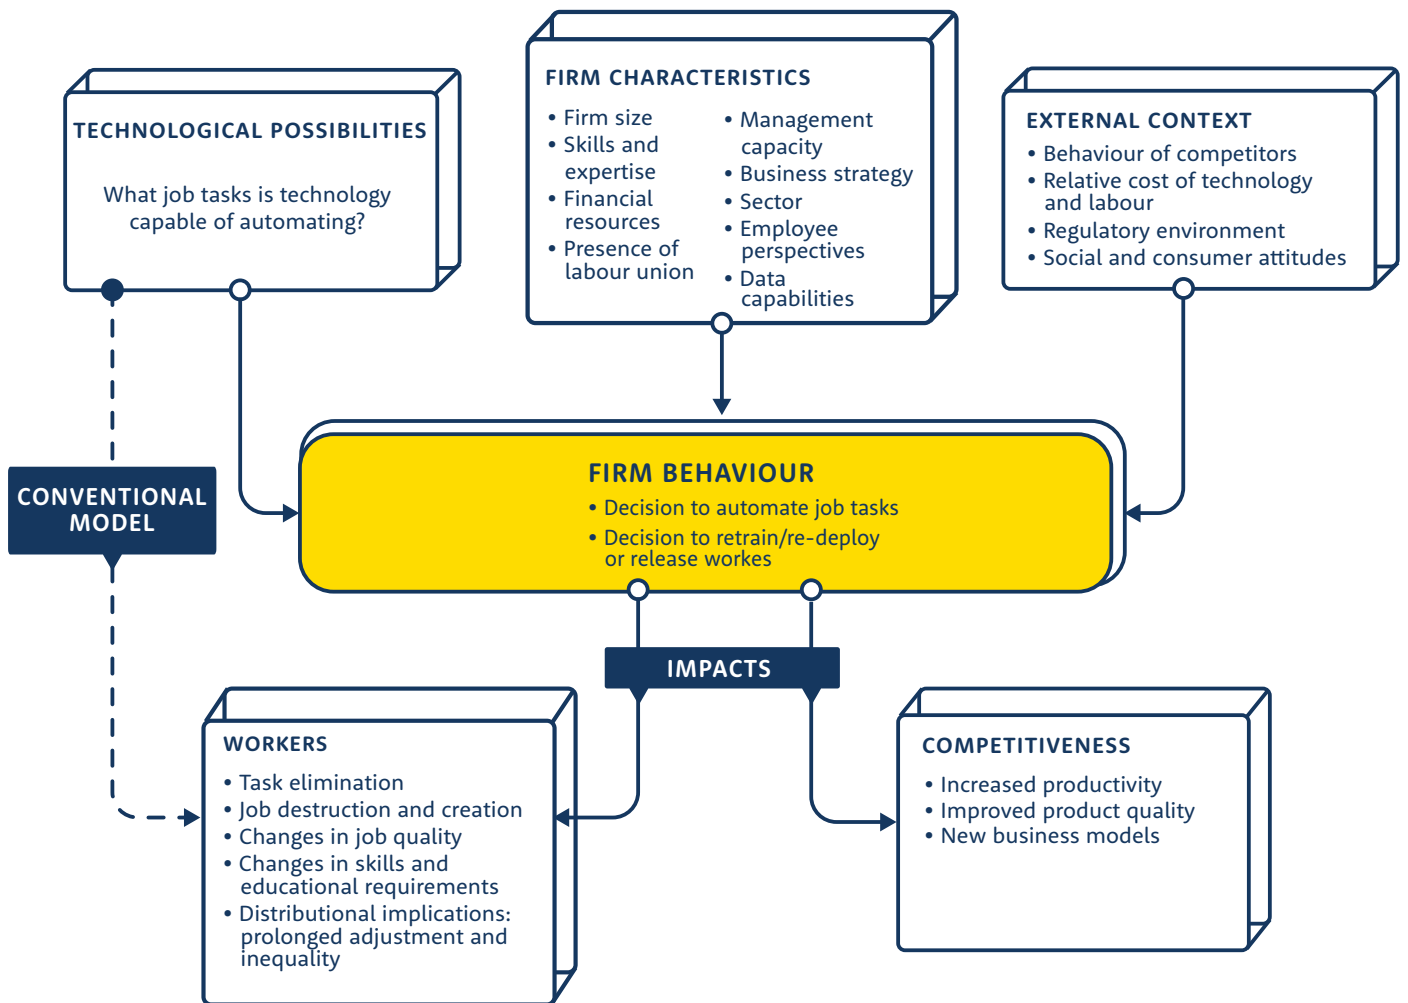 TECHNOLOGICAL POSSIBILITIES
What job tasks is technology
capable of automating?
FIRM CHARACTERISTICS
• Firm size
• Skills and
expertise
• Financial
resources
• Presence of
labour union
• Management
capacity
• Business strategy
• Sector
• Employee
perspectives
• Data
capabilities
EXTERNAL CONTEXT
• Behaviour of competitors
• Relative cost of technology
and labour
• Regulatory environment
• Social and consumer attitudes
CONVENTIONAL
MODEL
FIRM BEHAVIOUR
• Decision to automate job tasks
• Decision to retrain/re-deploy
or release workes
IMPACTS
WORKERS
• Task elimination
• Job destruction and creation
• Changes in job quality
• Changes in skills and
educational requirements
• Distributional implications:
prolonged adjustment and
inequality
COMPETITIVENESS
• Increased productivity
• Improved product quality
• New business models